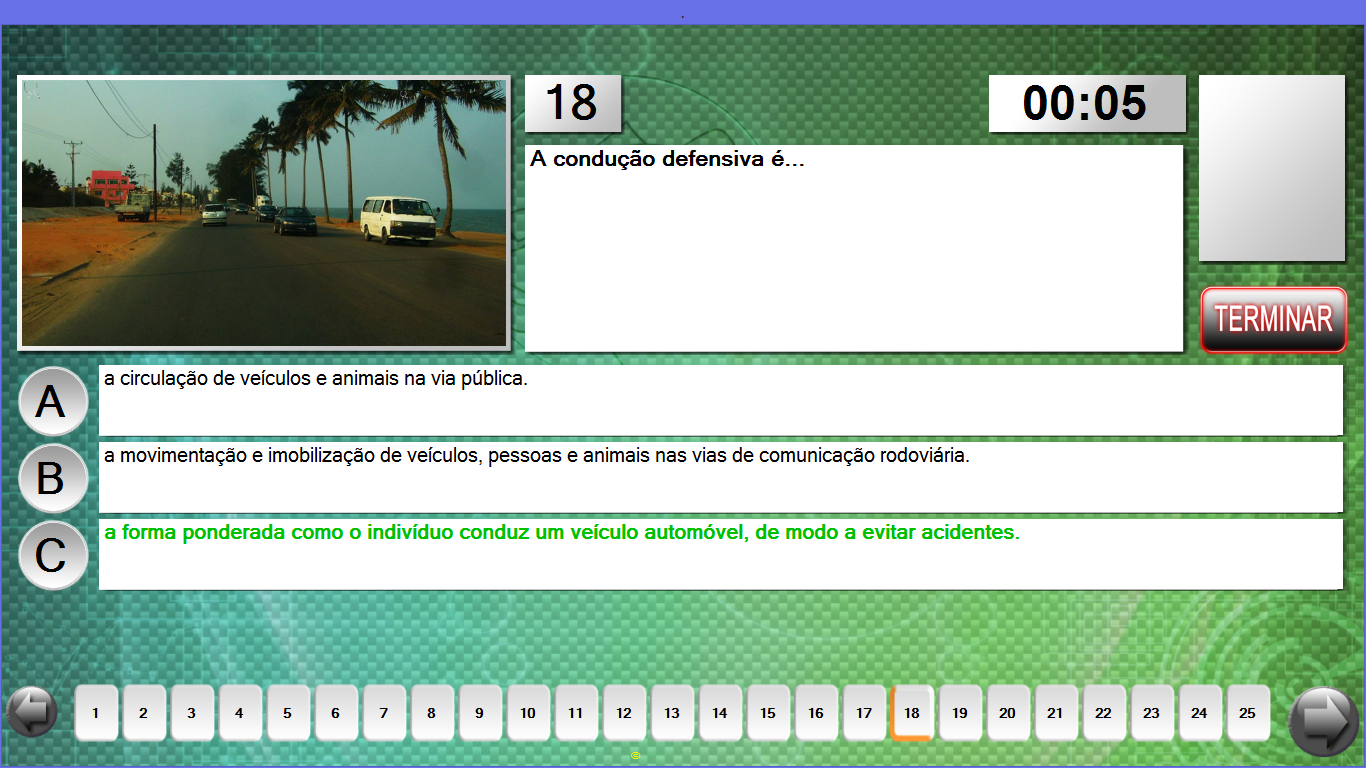 18
00:05
A condução defensiva é...
TERMINAR
A
a circulação de veículos e animais na via pública.
B
a movimentação e imobilização de veículos, pessoas e animais nas vias de comunicação rodoviária.
C
a forma ponderada como o indivíduo conduz um veículo automóvel, de modo a evitar acidentes.
1 2 3 4 5 6 7 8 9 10 11 12 13 14 15 16 17 18 19 20 21 22 23 24 25
©